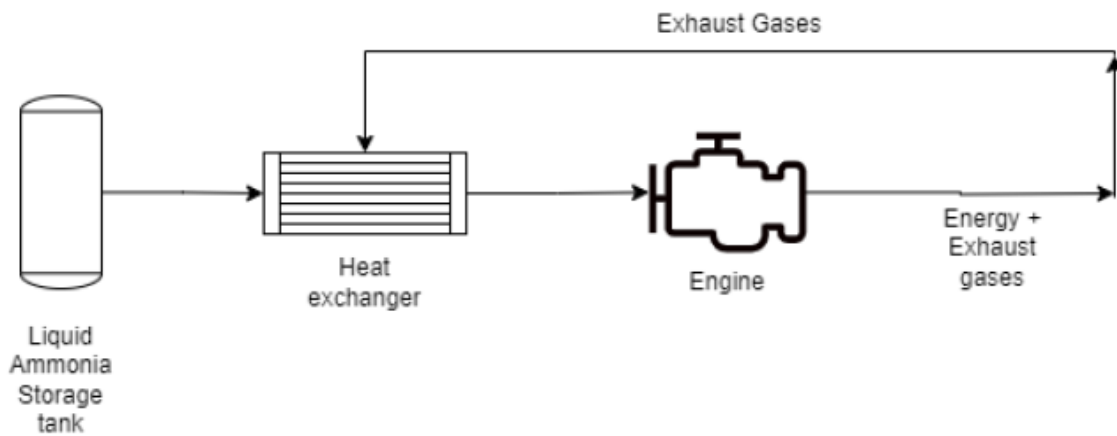 Exhaust Gases
Heat
exchanger
Engine
Energy +
Exhaust
gases
Liquid
Ammonia
Storage
tank